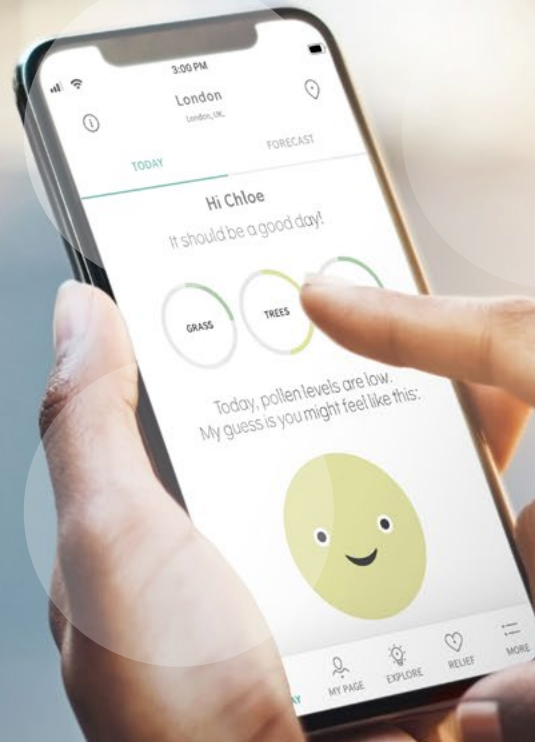 3:00 PM
London
London, UK.
TODAY
FORECAST
Hi Chloe
It should be a good day!
GRASS
TREES
Today, pollen levels are low.
My guess is you might feel like this:
MY PAGE
EXPLORE
RELIEF
MORE